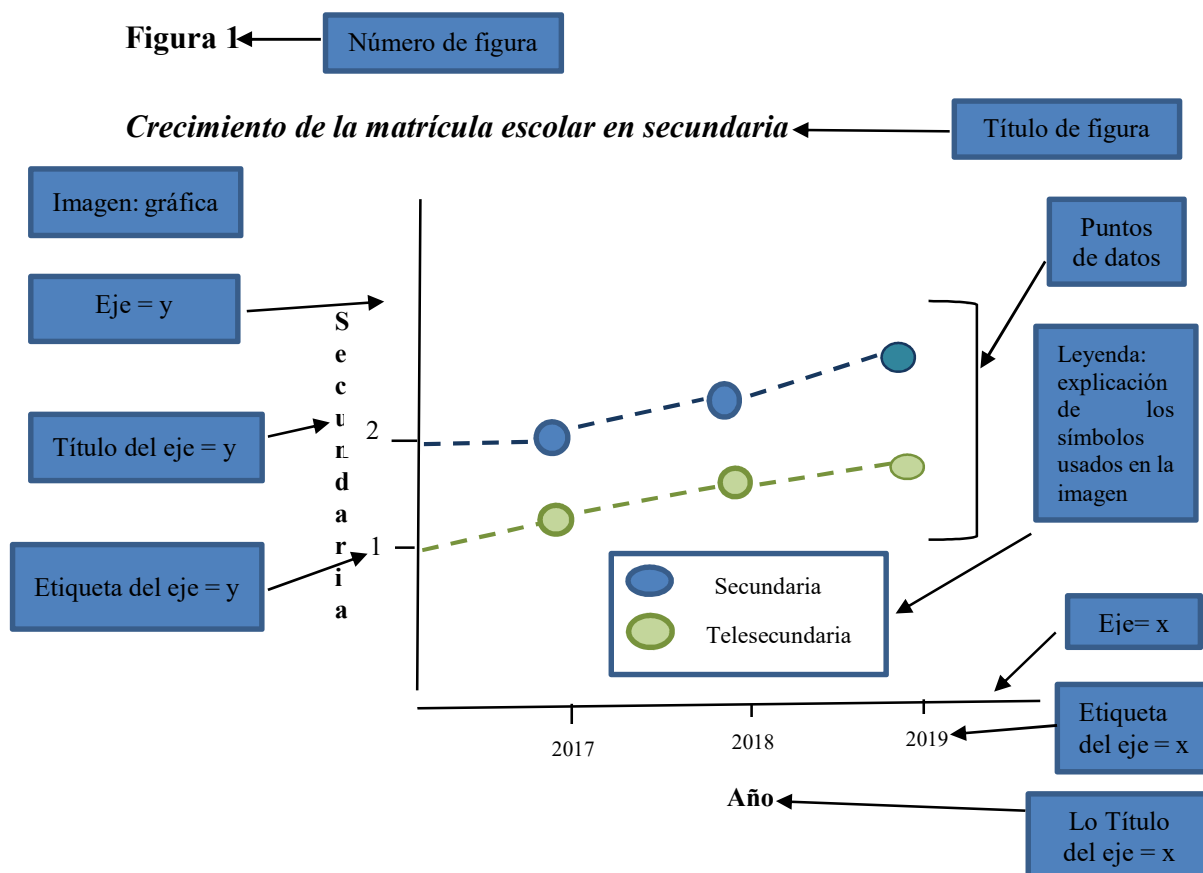 Figura 1
Número de figura
Crecimiento de la matrícula escolar en secundaria
Título de figura
Imagen: gráfica
Puntos
de datos
Eje = y
Secundaria
Leyenda:
explicación
de los
símbolos
usados en la
imagen
Título del eje = y
2
Etiqueta del eje = y
1
Secundaria
Telesecundaria
Eje= x
2017
2018
2019
Etiqueta
del eje = x
Año
Lo Título
del eje = x